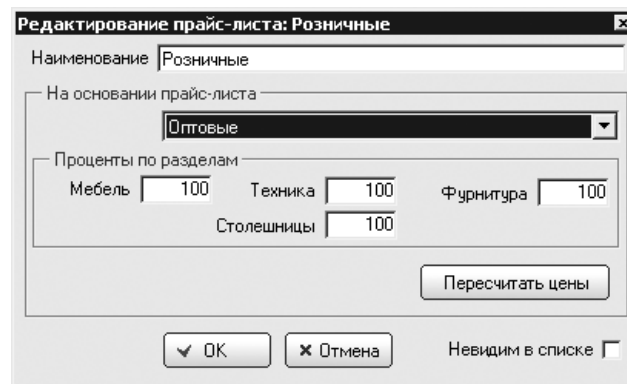 Редактирование прайс-листа: Розничные
Наименование Розничные
На основании прайс-листа
Оптовые
Проценты по разделам
Мебель 100 Техника 100 Фурнитура 100
Столешницы 100
Пересчитать цены
OK Отмена Невидим в списке